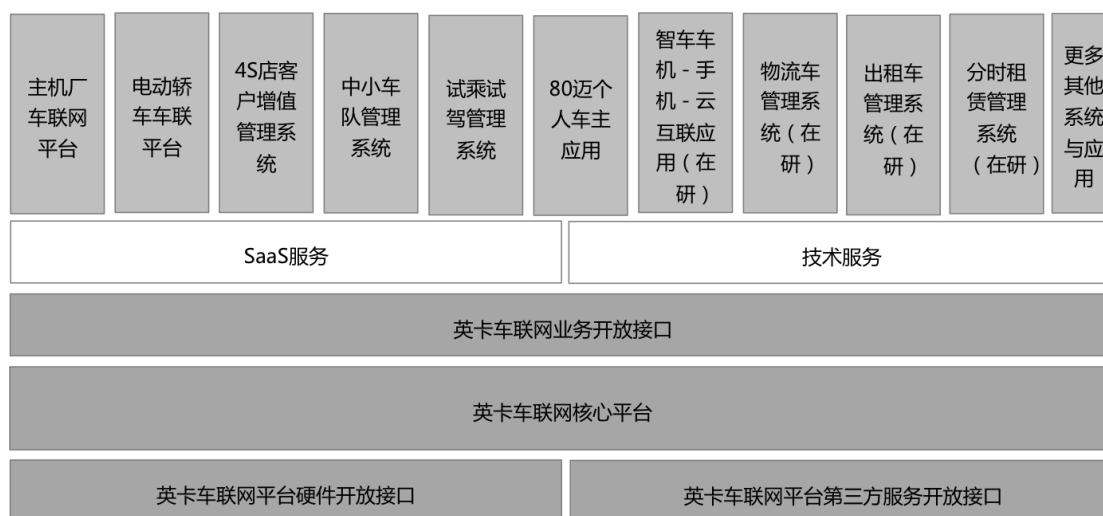 主机厂
车联网
平台
电动轿
车车联
平台
4S店客
户增值
管理系
统
中小车
队管理
系统
试乘试
驾管理
系统
80迈个
人车主
应用
智车车
机－手
机－云
互联应
用（在
研）
物流车
管理系
统（在
研）
出租车
管理系
统（在
研）
分时租
赁管理
系统
（在研）
更多
其他
系统
与应
用
SaaS服务
技术服务
英卡车联网业务开放接口
英卡车联网核心平台
英卡车联网平台硬件开放接口
英卡车联网平台第三方服务开放接口